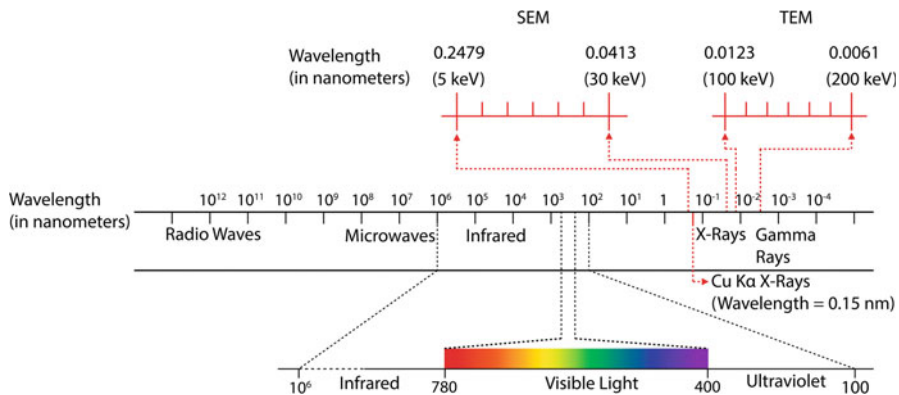 SEM TEM
Wavelength 0.2479 0.0413 0.0123 0.0061
(in nanometers) (5 keV) (30 keV) (100 keV) (200 keV)
Wavelength 10¹² 10¹¹ 10¹⁰ 10⁹ 10⁸ 10⁷ 10⁶ 10⁵ 10⁴ 10³ 10² 10¹ 1 10⁻¹ 10⁻² 10⁻³ 10⁻⁴
(in nanometers)
Radio Waves Microwaves Infrared X-Rays Gamma
Rays
Cu Kα X-Rays
(Wavelength = 0.15 nm)
10⁶ Infrared 780 Visible Light 400 Ultraviolet 100